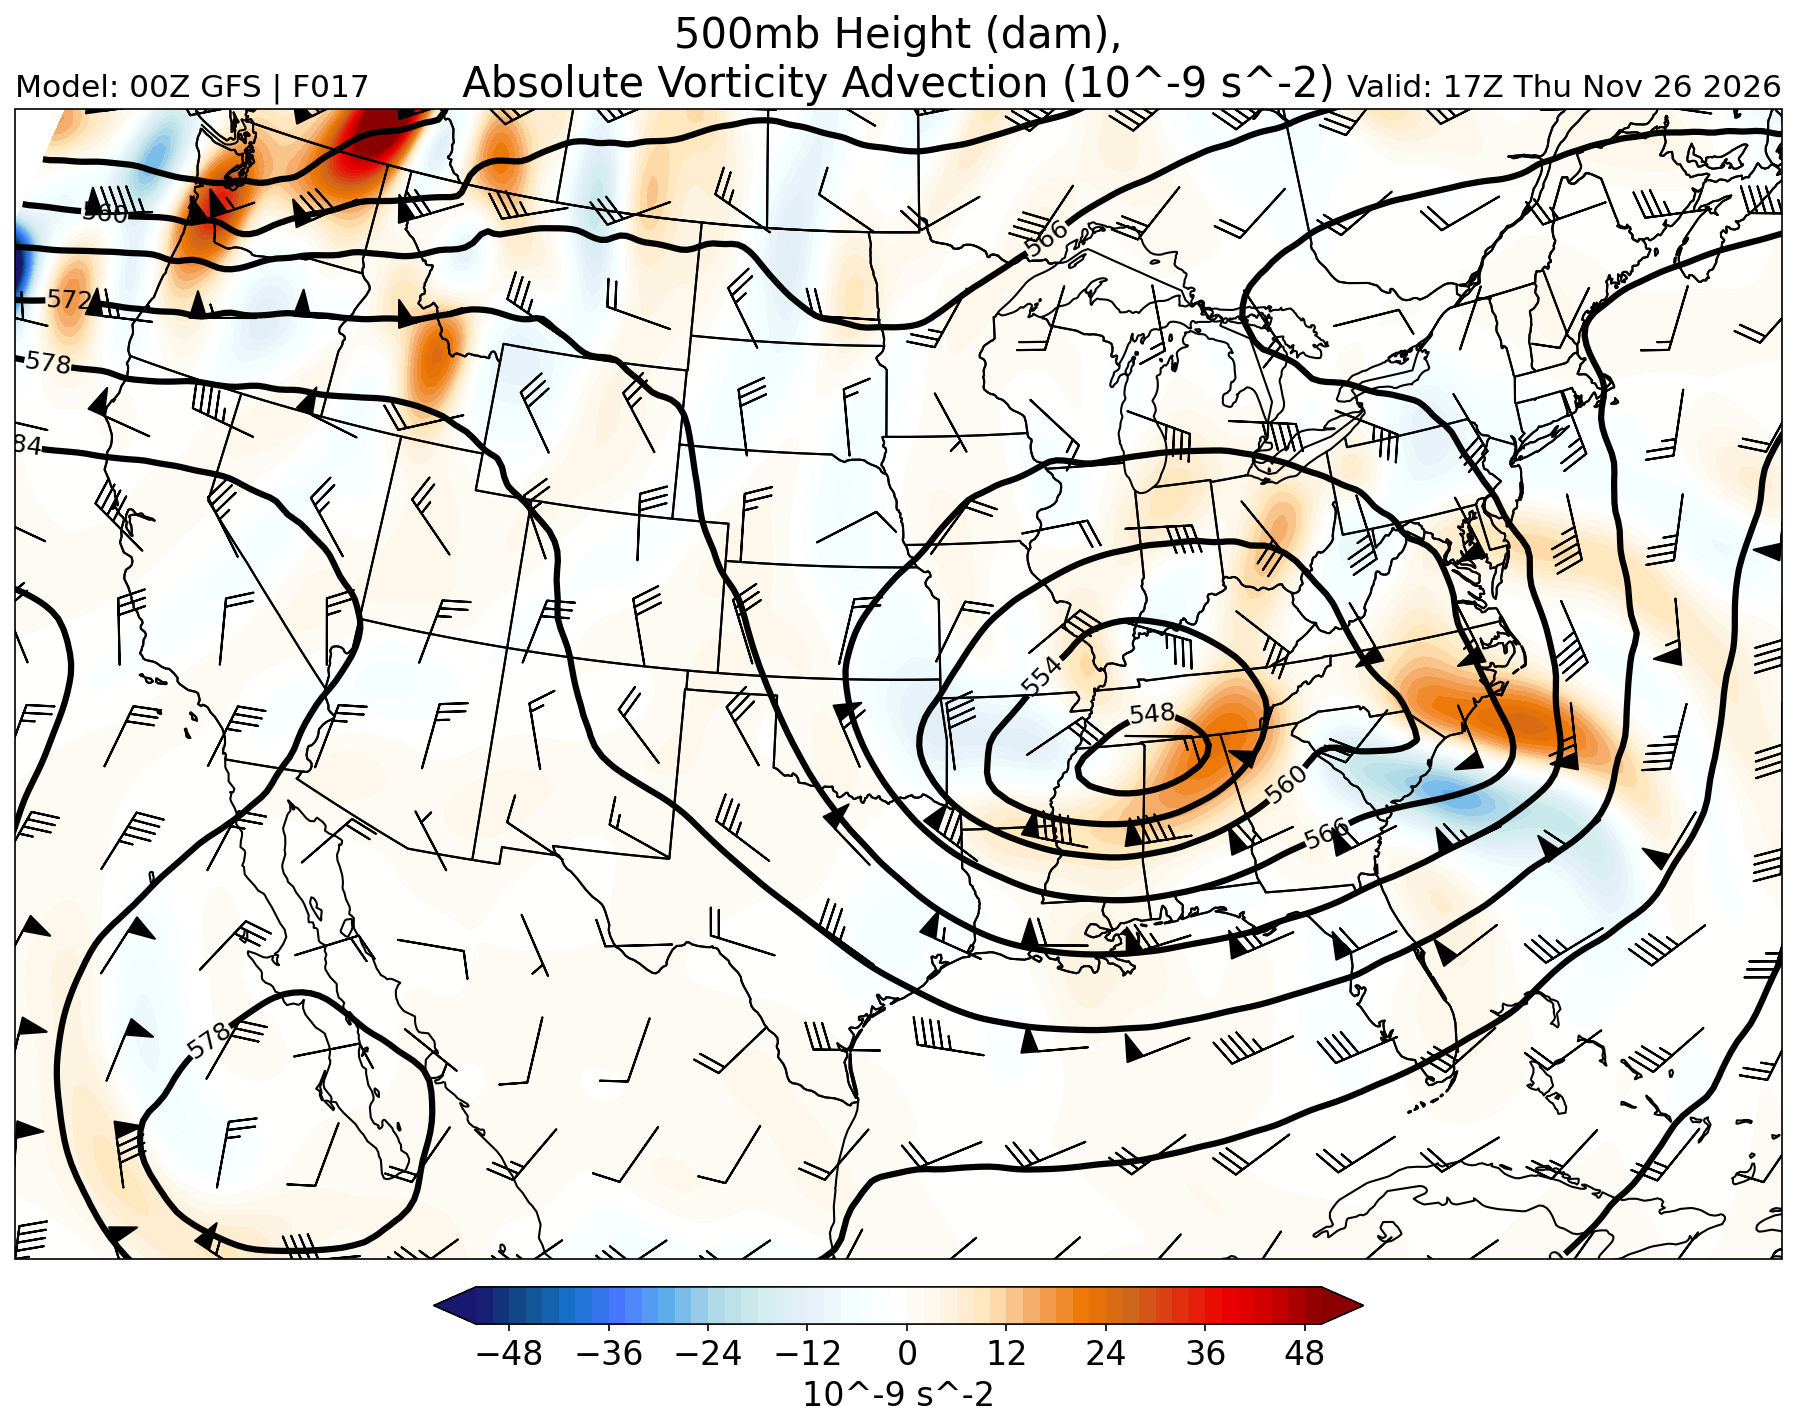 500mb Height (dam),
Model: 00Z GFS | F017 Absolute Vorticity Advection (10^-9 s^-2) Valid: 17Z Thu Nov 26 2026
566
560
572
578
84
554
548
560
566
578
−48 −36 −24 −12 0 12 24 36 48
10^-9 s^-2